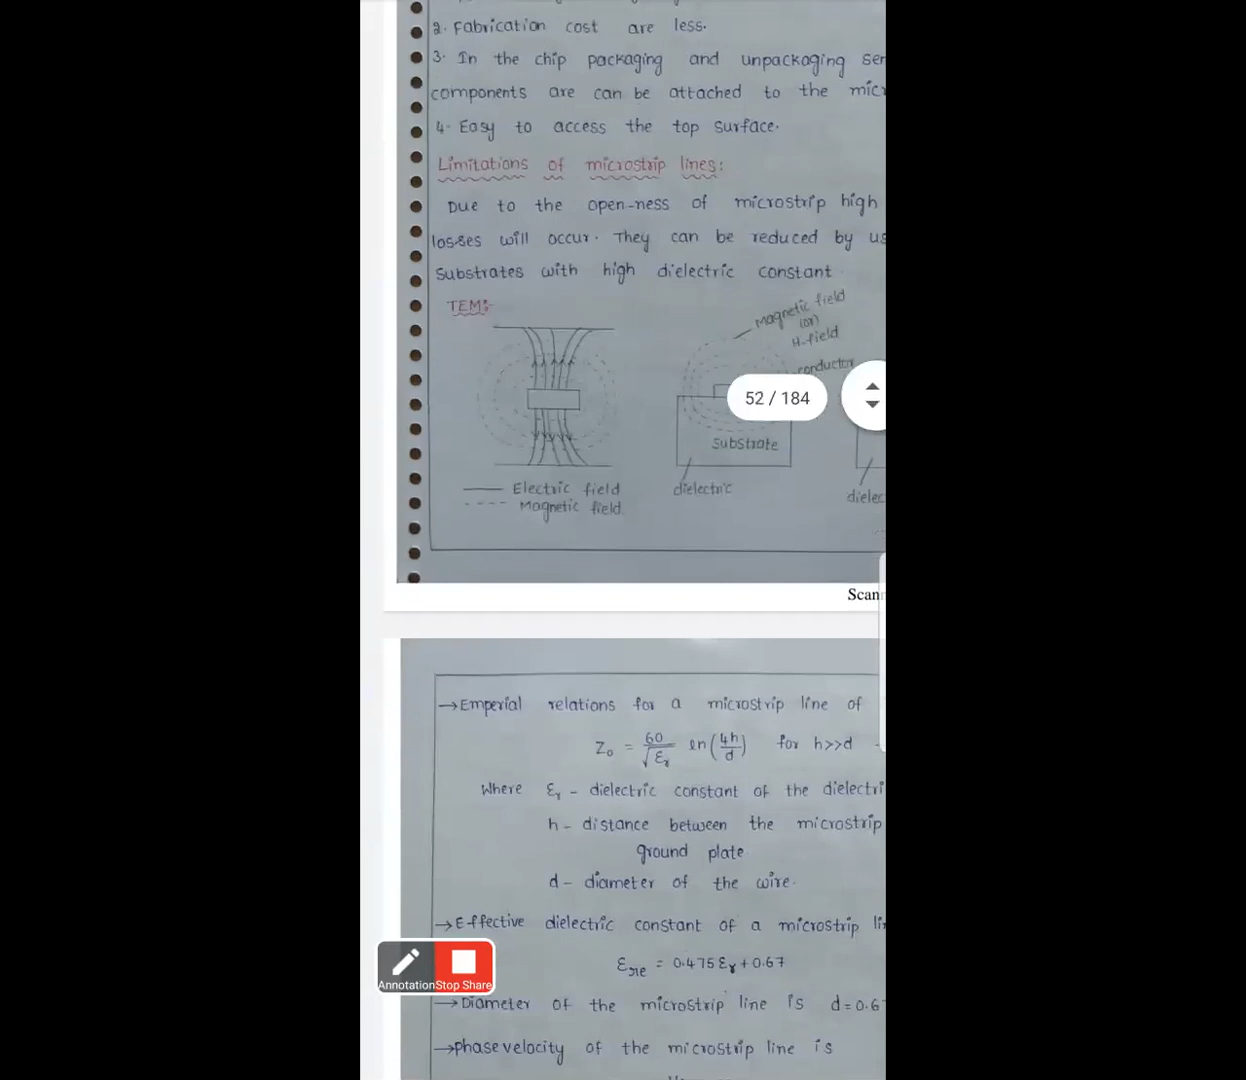 2. Fabrication cost are less.
3. In the chip packaging and unpackaging
components are can be attached to the
4. Easy to access the top surface.
Limitations of microstrip lines:
Due to the open-ness of microstrip high
losses will occur. They can be reduced by
substrates with high dielectric constant
TEM:-
Magnetic field
(or)
H-field
conductor
52 / 184
substrate
dielectric
Electric field
Magnetic field
→Emperial relations for a microstrip line of
Z₀ = 60/√εᵣ ln(4h/d) for h>>d
Where εᵣ - dielectric constant of the
h - distance between the microstrip
ground plate
d - diameter of the wire.
→Effective dielectric constant of a microstrip
εre = 0.475εr + 0.67
Annotation Stop Share
→Diameter of the microstrip line is d=0.6
→phase velocity of the microstrip line is